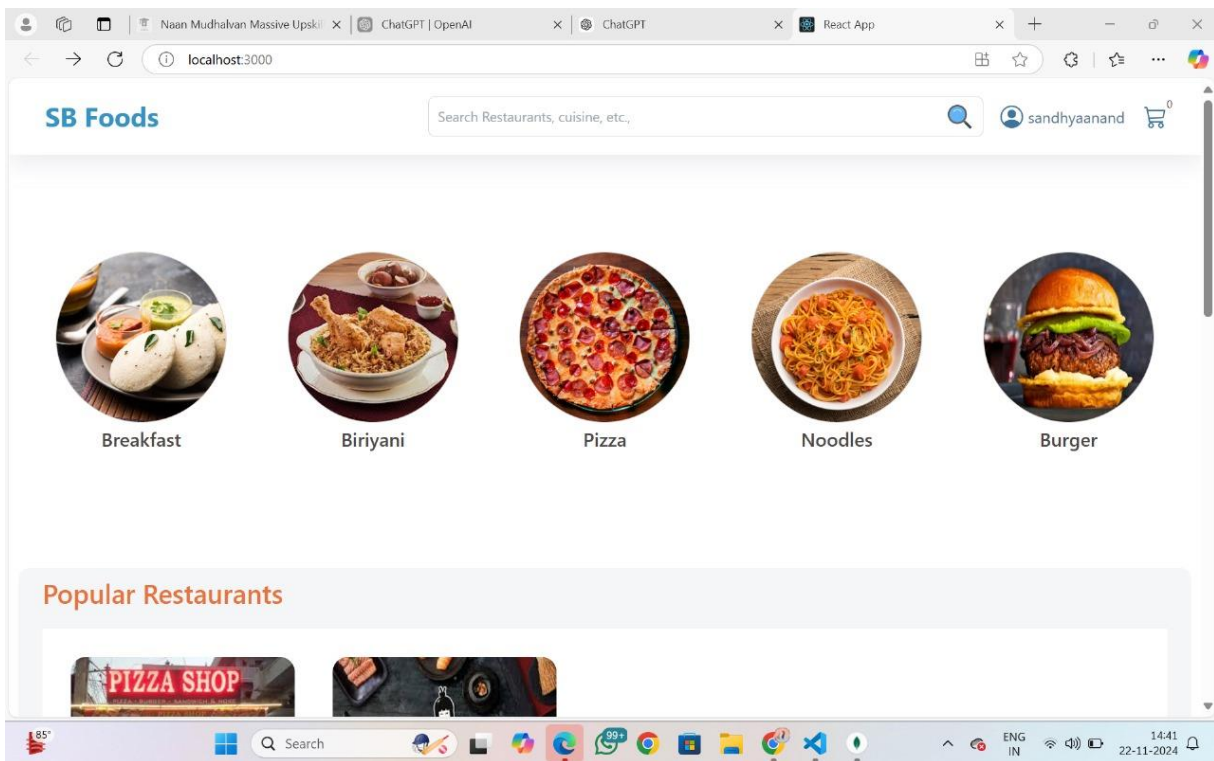 Naan Mudhalvan Massive Upskil
ChatGPT | OpenAI
ChatGPT
React App
localhost:3000
SB Foods
Search Restaurants, cuisine, etc.,
sandhyaanand
0
Breakfast
Biriyani
Pizza
Noodles
Burger
Popular Restaurants
PIZZA SHOP
85°
Search
99+
ENG
IN
14:41
22-11-2024